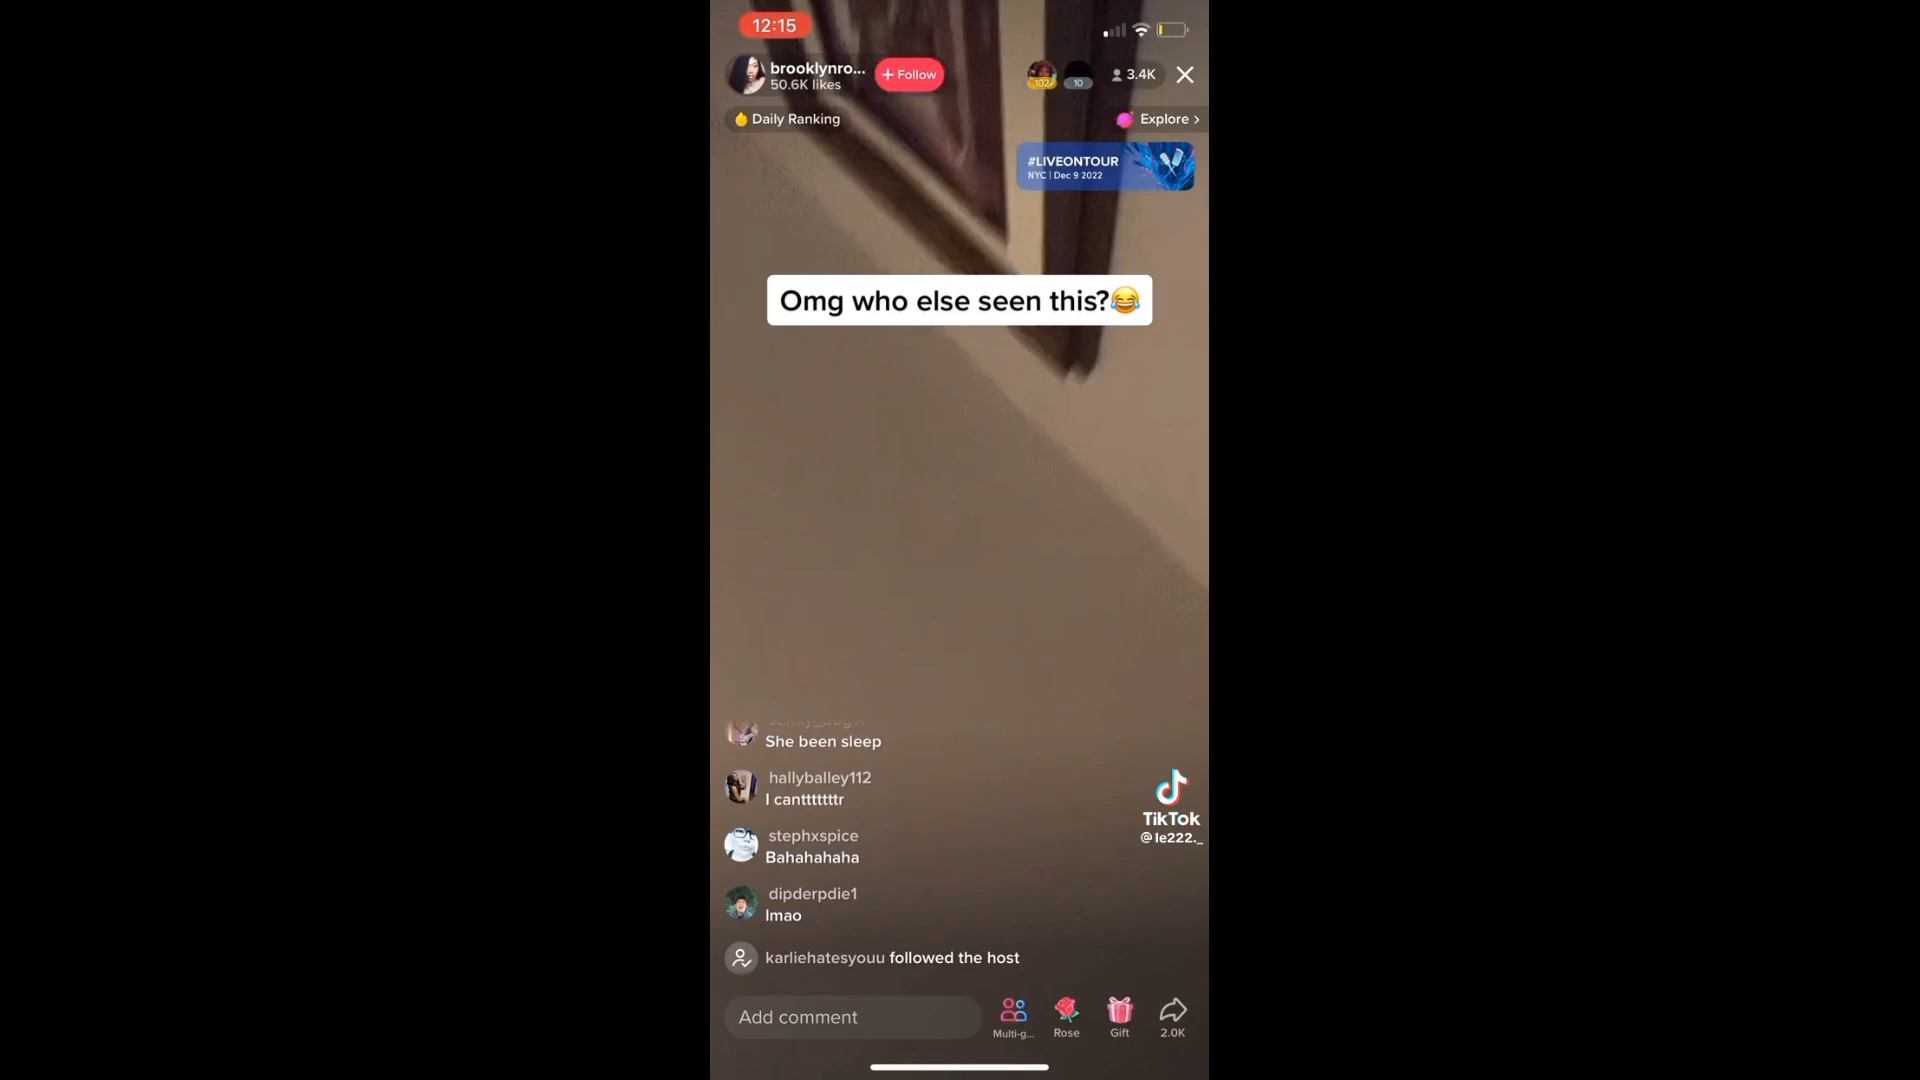 12:15
brooklynro...
50.6K likes
+ Follow
102
10
3.4K
Daily Ranking
Explore >
#LIVEONTOUR
NYC | Dec 9 2022
Omg who else seen this?😂
She been sleep
hallyballey112
I cantttttttr
stephxspice
Bahahahaha
dipderpdie1
lmao
TikTok
@le222._
karliehatesyouu followed the host
Add comment
Multi-g...
Rose
Gift
2.0K